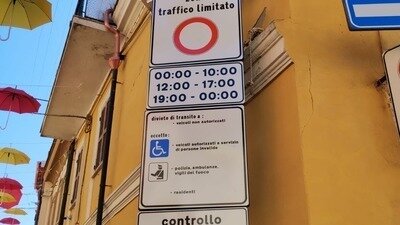 traffico limitato
00:00 - 10:00
12:00 - 17:00
19:00 - 00:00
divieto di transito a :
- veicoli non autorizzati
eccetto:
- veicoli autorizzati a servizio
di persone invalide
- polizia, ambulanze,
vigili del fuoco
- residenti
controllo